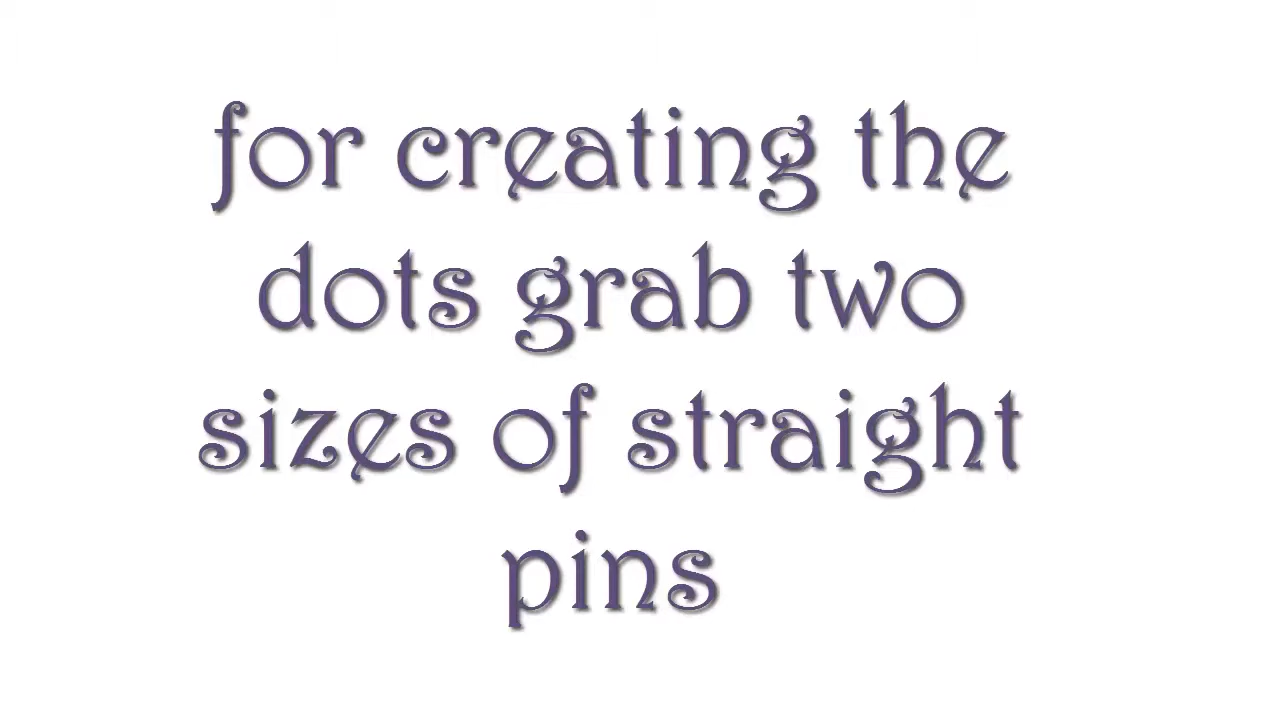 for creating the
dots grab two
sizes of straight
pins